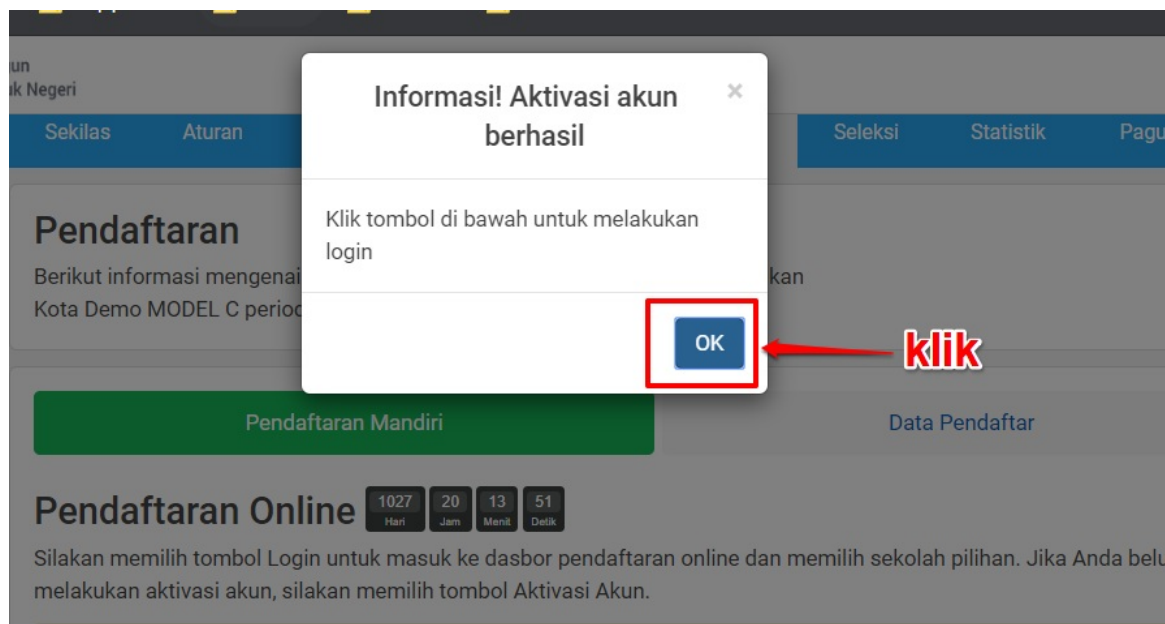 k Negeri
Informasi! Aktivasi akun
berhasil
×
Sekilas Aturan Seleksi Statistik Pagu
Klik tombol di bawah untuk melakukan
login
Pendaftaran
Berikut informasi mengenai kan
Kota Demo MODEL C period
OK
klik
Pendaftaran Mandiri Data Pendaftar
Pendaftaran Online 1027 20 13 51
Hari Jam Menit Detik
Silakan memilih tombol Login untuk masuk ke dasbor pendaftaran online dan memilih sekolah pilihan. Jika Anda belu
melakukan aktivasi akun, silakan memilih tombol Aktivasi Akun.